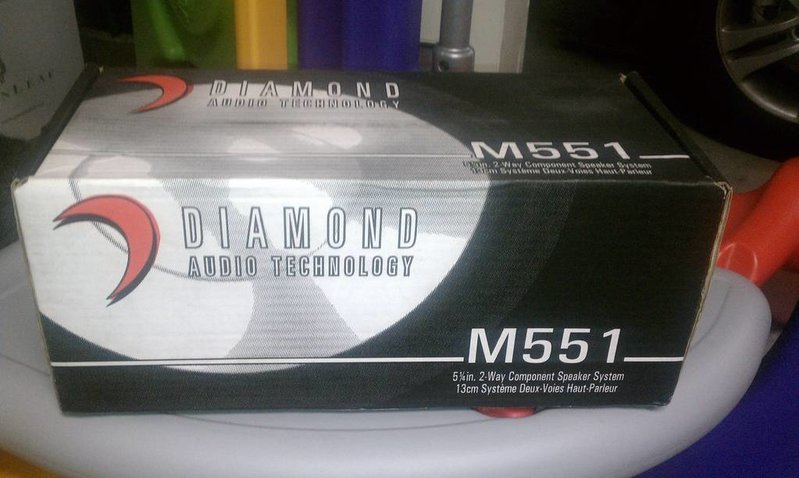 DIAMOND
AUDIO TECHNOLOGY
M551
5¼in. 2-Way Component Speaker System
13cm Système Deux-Voies Haut-Parleur
DIAMOND
AUDIO TECHNOLOGY
M551
5¼in. 2-Way Component Speaker System
13cm Système Deux-Voies Haut-Parleur